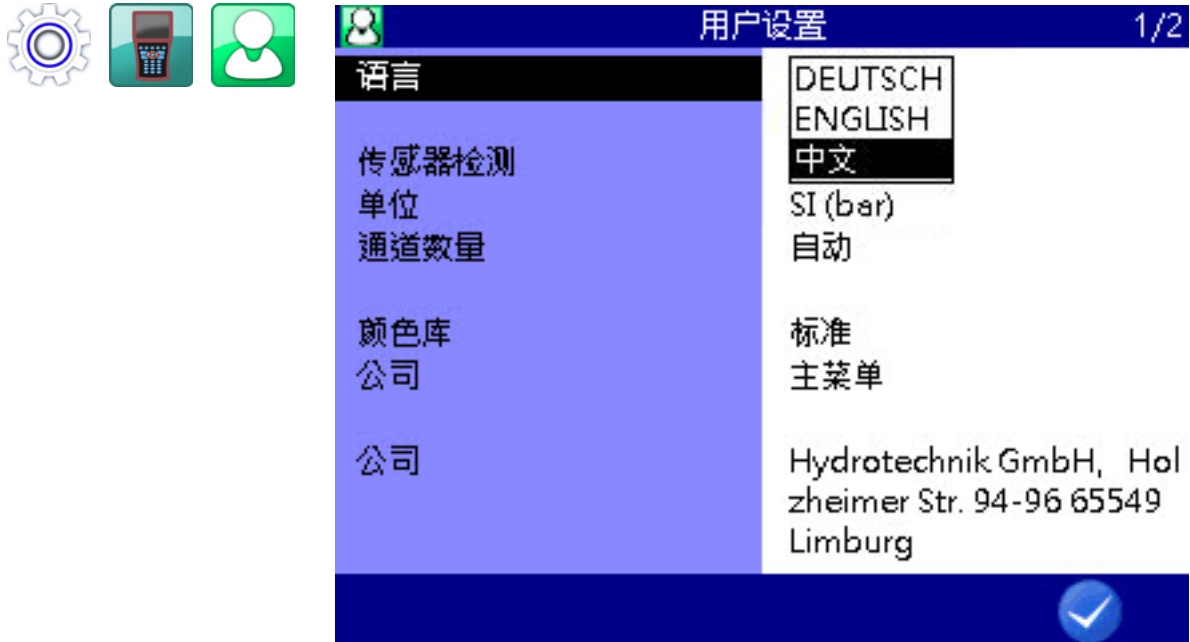 用户设置 1/2
语言 DEUTSCH
ENGLISH
传感器检测 中文
单位 SI (bar)
通道数量 自动
颜色库 标准
公司 主菜单
公司 Hydrotechnik GmbH, Hol
zheimer Str. 94-96 65549
Limburg